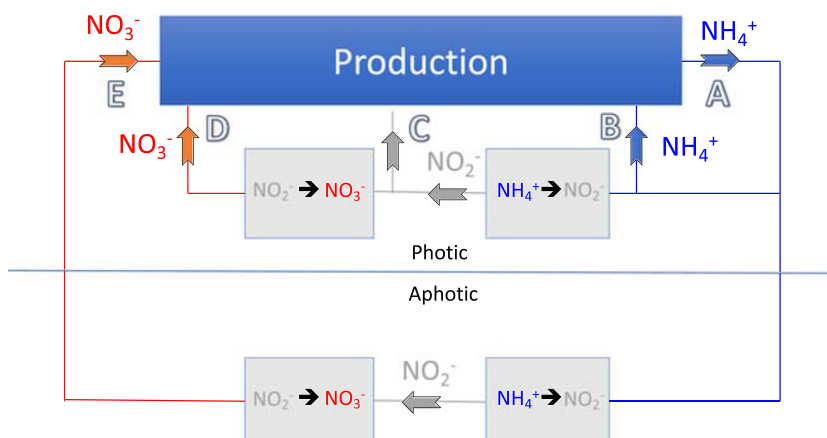 NO₃⁻
NH₄⁺
Production
E
A
NO₃⁻
D
C
B
NH₄⁺
NO₂⁻
NO₂⁻ ➔ NO₃⁻
NH₄⁺ ➔ NO₂⁻
Photic
Aphotic
NO₂⁻
NO₂⁻ ➔ NO₃⁻
NH₄⁺ ➔ NO₂⁻